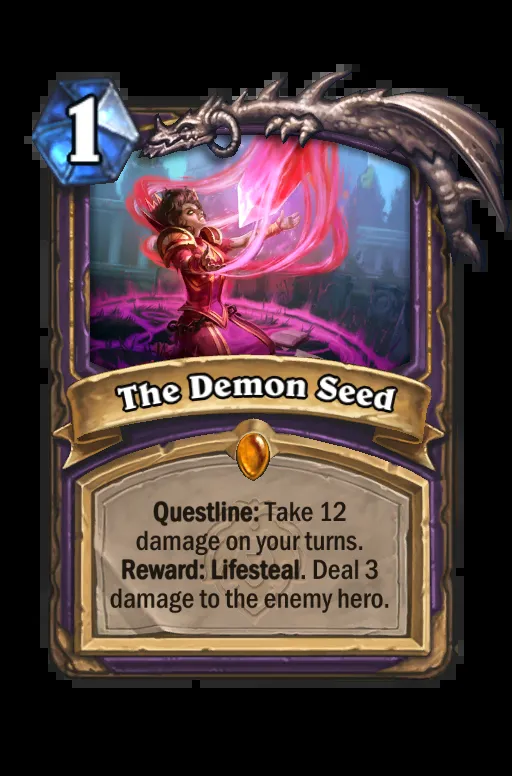 1
The Demon Seed
Questline: Take 12
damage on your turns.
Reward: Lifesteal. Deal 3
damage to the enemy hero.